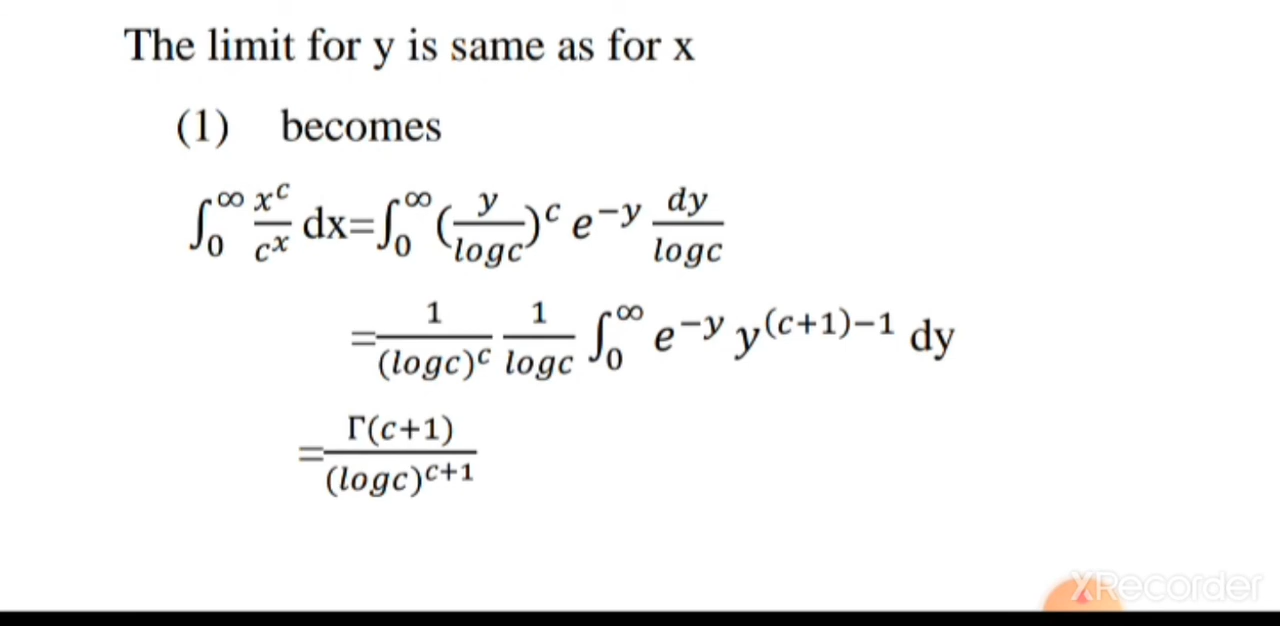 The limit for y is same as for x
(1) becomes
∫₀^∞ x^c/c^x dx=∫₀^∞ (y/logc)^c e^−y dy/logc
=1/(logc)^c 1/logc ∫₀^∞ e^−y y^(c+1)−1 dy
=Γ(c+1)/(logc)^c+1
XRecorder